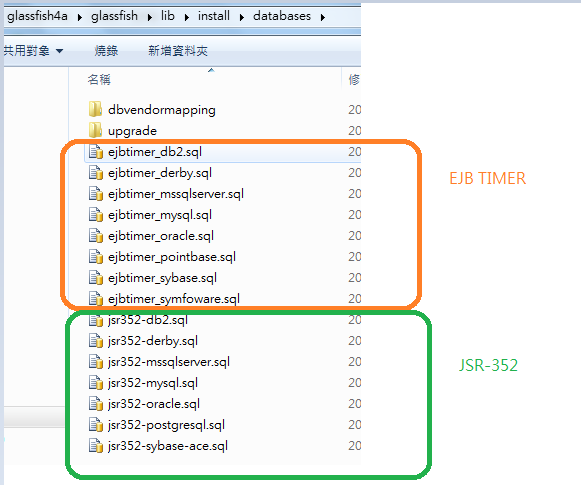 glassfish4a ▸ glassfish ▸ lib ▸ install ▸ databases ▸
共用對象 ▼ 燒錄 新增資料夾
名稱 修
dbvendormapping 20
upgrade 20
ejbtimer_db2.sql 20
ejbtimer_derby.sql 20
ejbtimer_mssqlserver.sql 20
ejbtimer_mysql.sql 20
ejbtimer_oracle.sql 20
ejbtimer_pointbase.sql 20
ejbtimer_sybase.sql 20
ejbtimer_symfoware.sql 20
EJB TIMER
jsr352-db2.sql 20
jsr352-derby.sql 20
jsr352-mssqlserver.sql 20
jsr352-mysql.sql 20
jsr352-oracle.sql 20
jsr352-postgresql.sql 20
jsr352-sybase-ace.sql 20
JSR-352